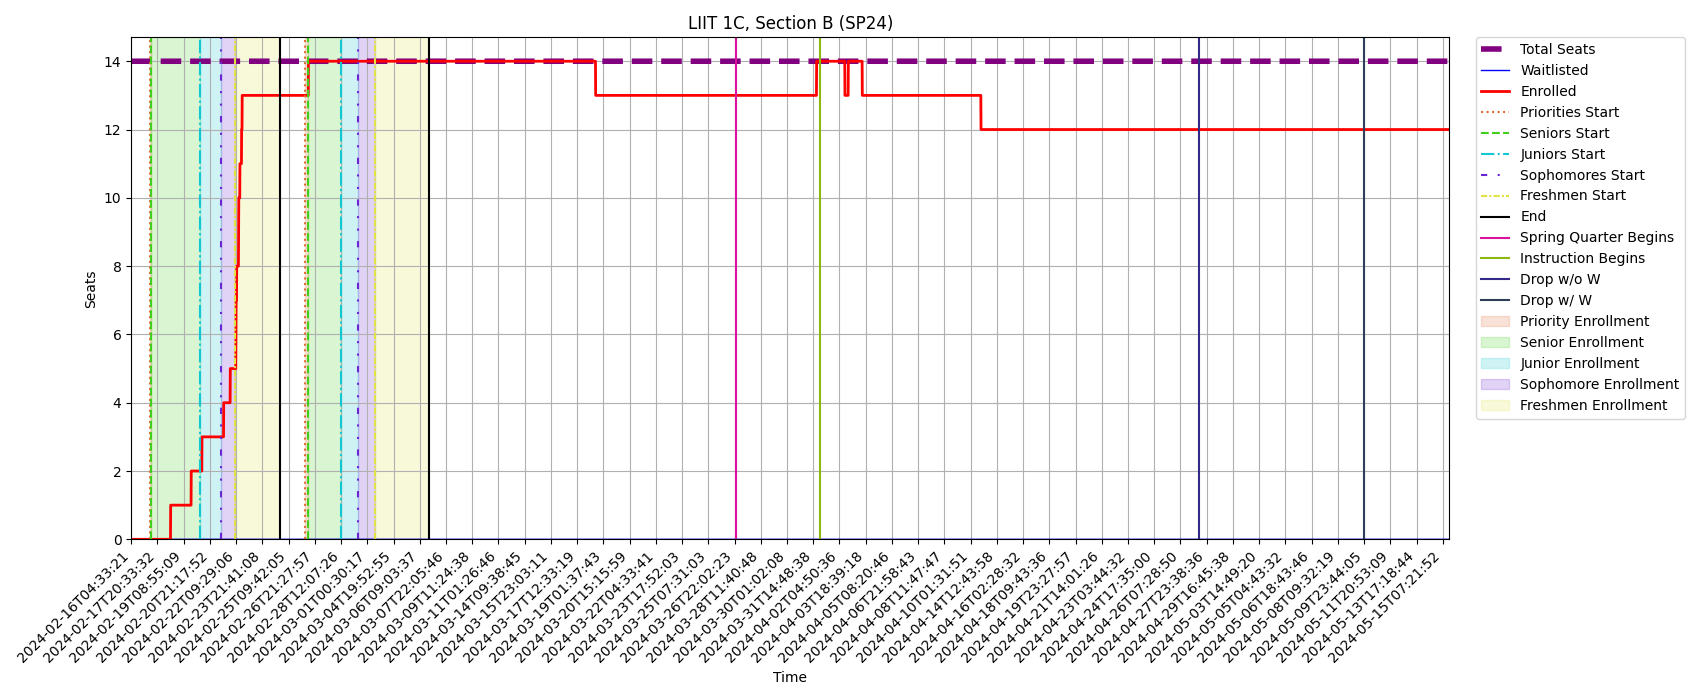 LIIT 1C, Section B (SP24)
Seats
14
12
10
8
6
4
2
0
2024-02-16T04:33:21
2024-02-17T20:33:32
2024-02-19T08:55:09
2024-02-20T21:17:52
2024-02-22T09:29:06
2024-02-23T21:41:08
2024-02-25T09:42:05
2024-02-26T21:27:57
2024-02-28T12:07:26
2024-03-01T00:30:17
2024-03-04T19:52:55
2024-03-06T09:03:37
2024-03-07T22:05:46
2024-03-11T11:24:38
2024-03-11T01:26:46
2024-03-14T09:38:45
2024-03-15T23:03:11
2024-03-17T12:33:19
2024-03-19T01:37:43
2024-03-20T15:15:59
2024-03-22T04:33:41
2024-03-23T17:52:03
2024-03-25T07:31:03
2024-03-26T22:02:23
2024-03-28T11:40:48
2024-03-30T01:02:08
2024-03-31T14:48:38
2024-04-02T04:50:36
2024-04-03T18:39:18
2024-04-05T08:20:46
2024-04-06T21:58:43
2024-04-08T11:47:47
2024-04-10T01:31:51
2024-04-14T12:43:58
2024-04-16T02:28:32
2024-04-18T09:43:36
2024-04-19T23:27:57
2024-04-21T14:01:26
2024-04-23T03:44:32
2024-04-24T17:35:00
2024-04-26T07:28:50
2024-04-27T23:38:36
2024-04-29T16:45:38
2024-05-03T14:49:20
2024-05-05T04:43:32
2024-05-06T18:43:46
2024-05-08T09:32:19
2024-05-09T23:44:05
2024-05-11T20:53:09
2024-05-13T17:18:44
2024-05-15T07:21:52
Time
Total Seats
Waitlisted
Enrolled
Priorities Start
Seniors Start
Juniors Start
Sophomores Start
Freshmen Start
End
Spring Quarter Begins
Instruction Begins
Drop w/o W
Drop w/ W
Priority Enrollment
Senior Enrollment
Junior Enrollment
Sophomore Enrollment
Freshmen Enrollment